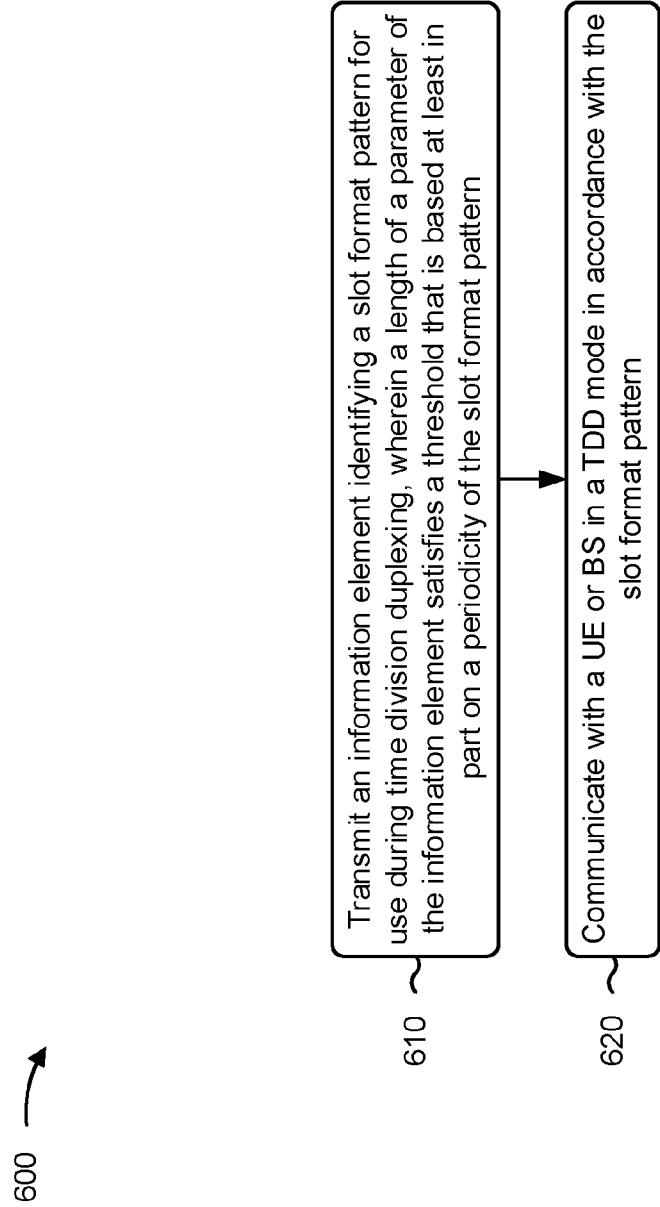 600
610
Transmit an information element identifying a slot format pattern for
use during time division duplexing, wherein a length of a parameter of
the information element satisfies a threshold that is based at least in
part on a periodicity of the slot format pattern
620
Communicate with a UE or BS in a TDD mode in accordance with the
slot format pattern